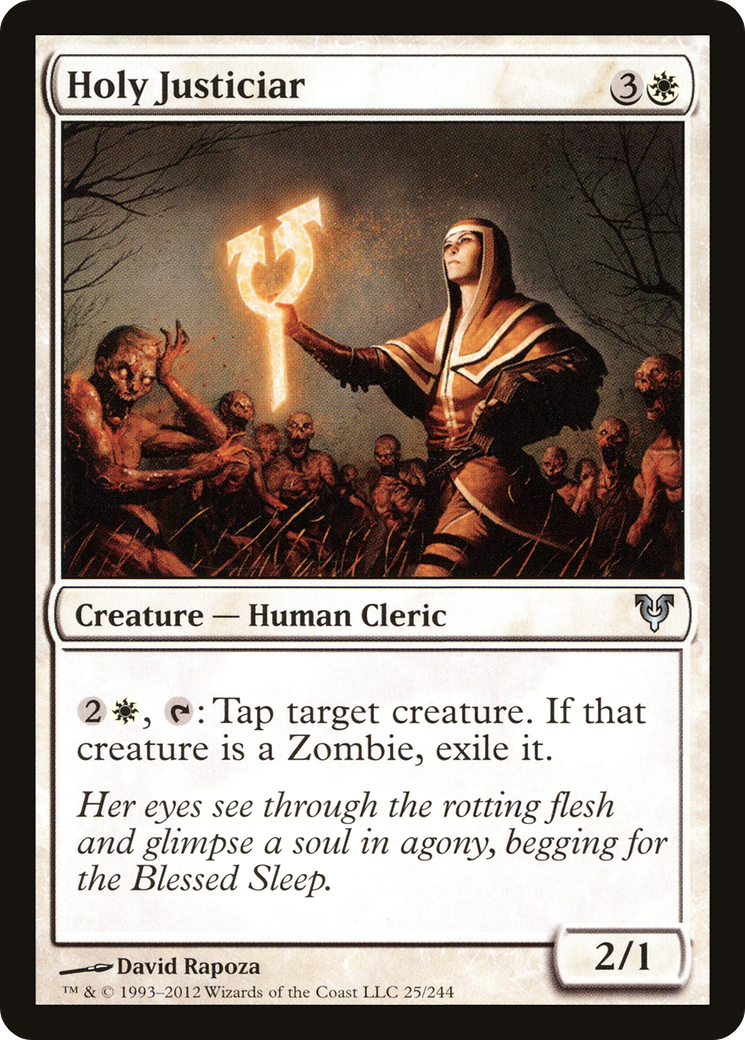 Holy Justiciar 3
Creature — Human Cleric
2, : Tap target creature. If that
creature is a Zombie, exile it.
Her eyes see through the rotting flesh
and glimpse a soul in agony, begging for
the Blessed Sleep.
2/1
David Rapoza
™ & © 1993–2012 Wizards of the Coast LLC 25/244